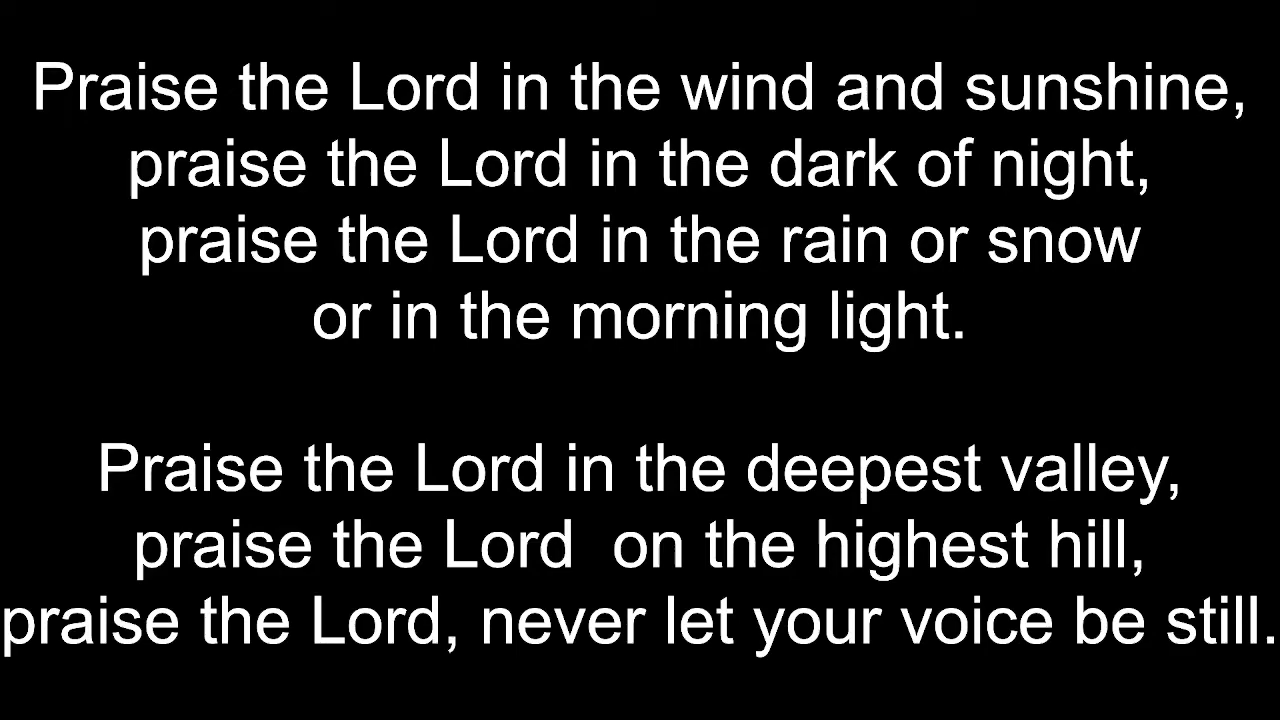 Praise the Lord in the wind and sunshine,
praise the Lord in the dark of night,
praise the Lord in the rain or snow
or in the morning light.
Praise the Lord in the deepest valley,
praise the Lord  on the highest hill,
praise the Lord, never let your voice be still.